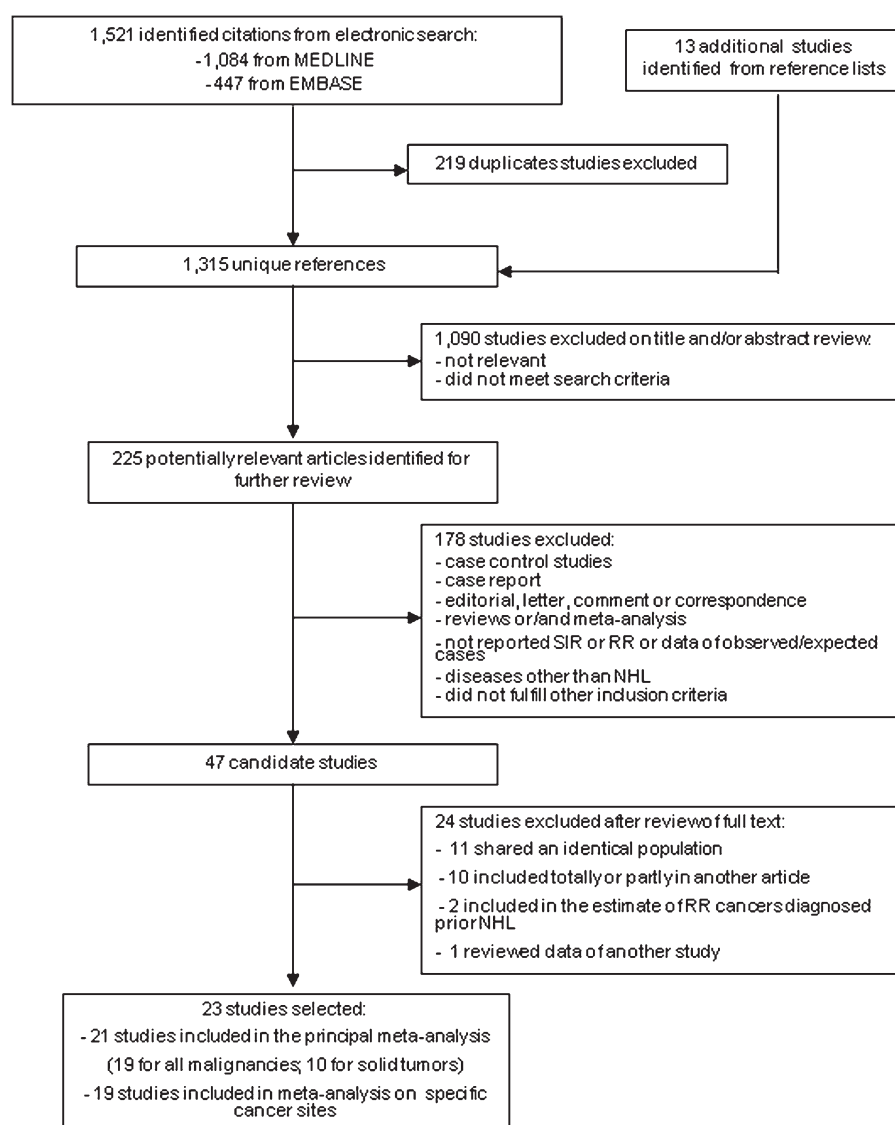 1,521 identified citations from electronic search:
-1,084 from MEDLINE
-447 from EMBASE
13 additional studies
identified from reference lists
219 duplicates studies excluded
1,315 unique references
1,090 studies excluded on title and/or abstract review:
- not relevant
- did not meet search criteria
225 potentially relevant articles identified for
further review
178 studies excluded:
- case control studies
- case report
- editorial, letter, comment or correspondence
- reviews or/and meta-analysis
- not reported SIR or RR or data of observed/expected
cases
- diseases other than NHL
- did not fulfill other inclusion criteria
47 candidate studies
24 studies excluded after review of full text:
- 11 shared an identical population
- 10 included totally or partly in another article
- 2 included in the estimate of RR cancers diagnosed
prior NHL
- 1 reviewed data of another study
23 studies selected:
- 21 studies included in the principal meta-analysis
(19 for all malignancies; 10 for solid tumors)
- 19 studies included in meta-analysis on specific
cancer sites